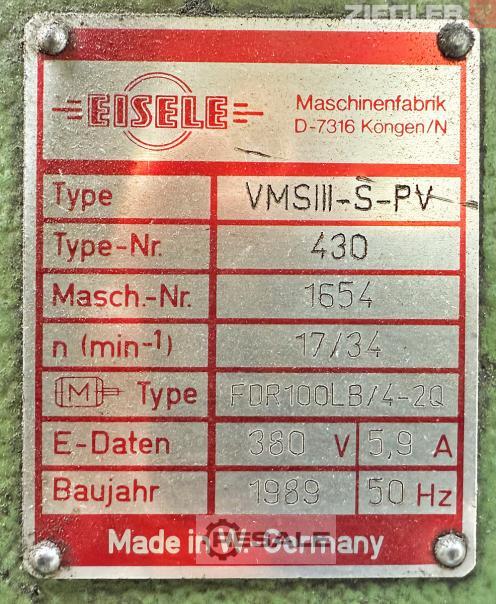 ZIEGLER
EISELE
Maschinenfabrik
D-7316 Köngen/N
Type VMSIII-S-PV
Type-Nr. 430
Masch.-Nr. 1654
n (min-1) 17/34
M Type FDR100LB/4-2Q
E-Daten 380 V 5,9 A
Baujahr 1989 50 Hz
Made in W. Germany
RESALE